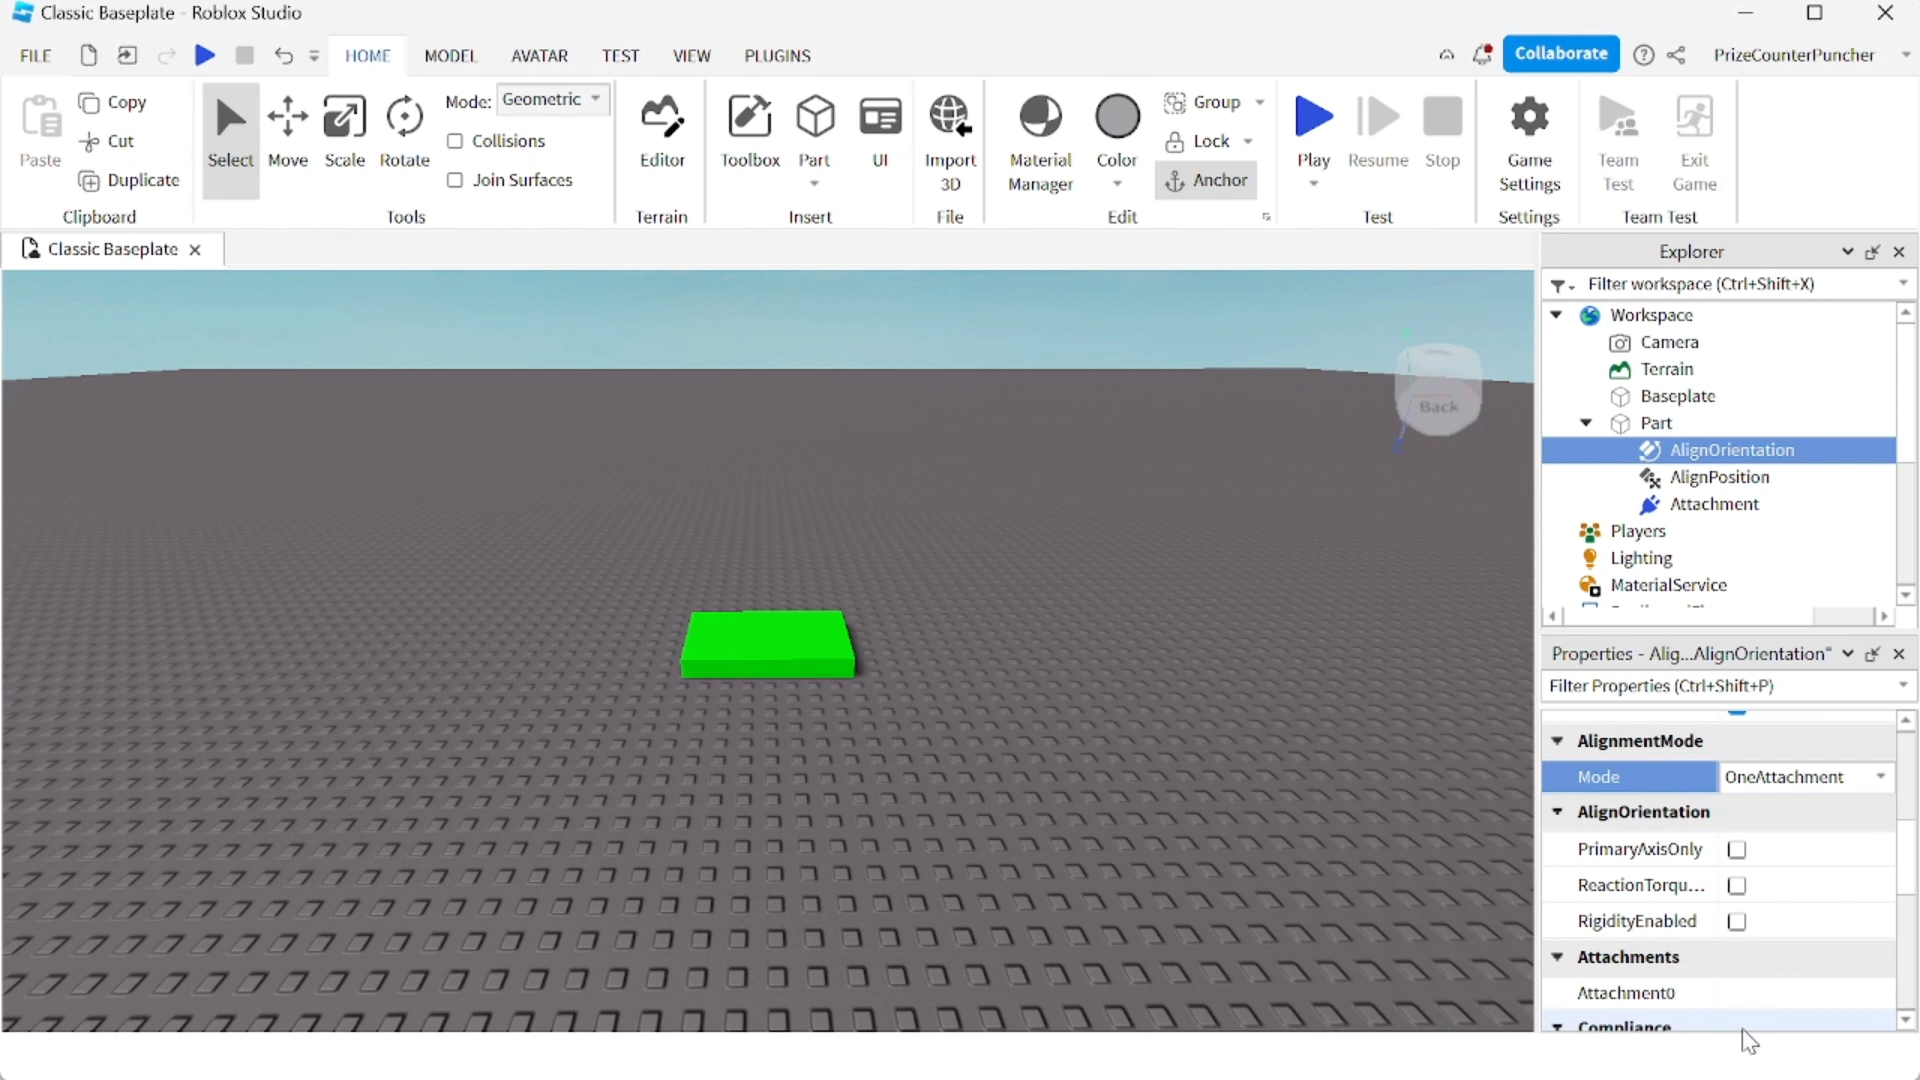 Classic Baseplate - Roblox Studio
FILE HOME MODEL AVATAR TEST VIEW PLUGINS Collaborate PrizeCounterPuncher
Paste
Copy
Cut
Duplicate
Clipboard
Select Move Scale Rotate
Mode: Geometric
Collisions
Join Surfaces
Tools
Editor
Terrain
Toolbox Part UI
Insert
Import
3D
File
Material
Manager
Color
Group
Lock
Anchor
Edit
Play Resume Stop
Test
Game
Settings
Settings
Team
Test
Exit
Game
Team Test
Classic Baseplate
Back
Explorer
Filter workspace (Ctrl+Shift+X)
Workspace
Camera
Terrain
Baseplate
Part
AlignOrientation
AlignPosition
Attachment
Players
Lighting
MaterialService
Properties - Alig...AlignOrientation"
Filter Properties (Ctrl+Shift+P)
AlignmentMode
Mode OneAttachment
AlignOrientation
PrimaryAxisOnly
ReactionTorqu...
RigidityEnabled
Attachments
Attachment0
Compliance